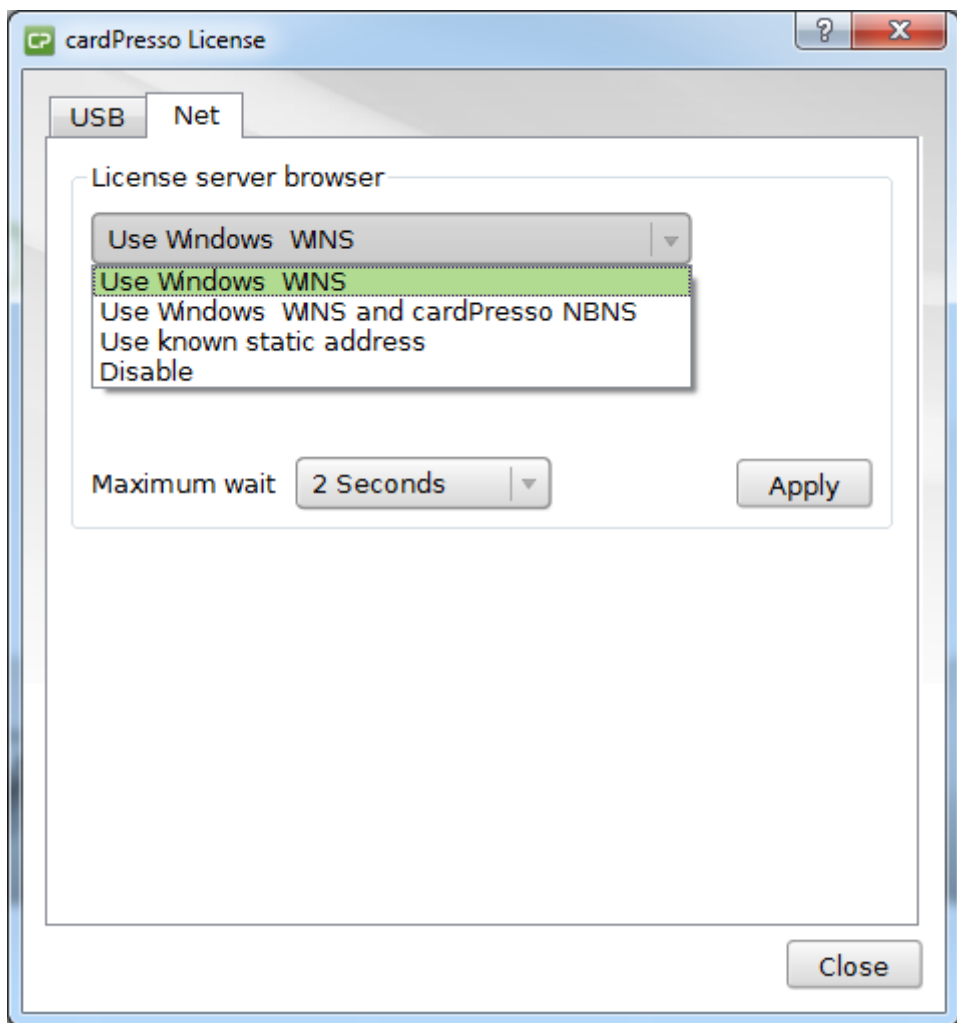 cardPresso License
USB Net
License server browser
Use Windows  WINS
Use Windows  WINS
Use Windows  WINS and cardPresso NBNS
Use known static address
Disable
Maximum wait 2 Seconds Apply
Close